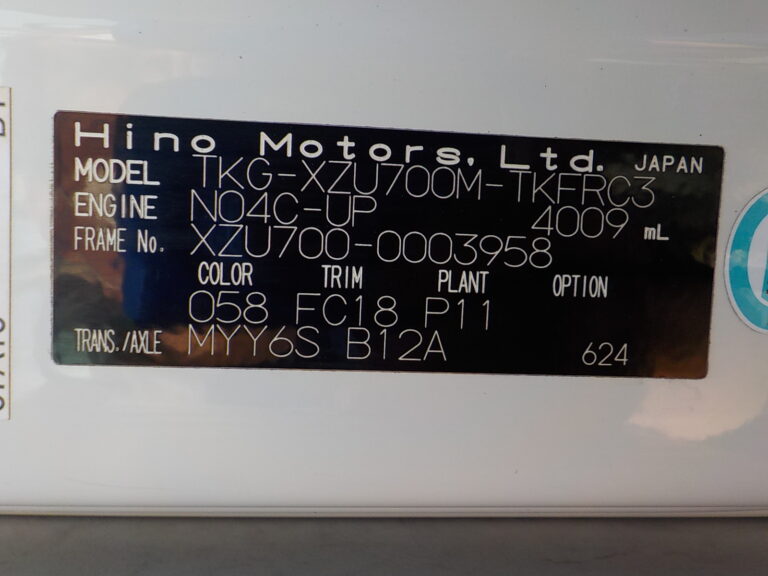 Hino Motors, Ltd. JAPAN
MODEL TKG-XZU700M-TKFRC3
ENGINE N04C-UP 4009 mL
FRAME No. XZU700-0003958
COLOR TRIM PLANT OPTION
058 FC18 P11
TRANS./AXLE MYY6S B12A 624